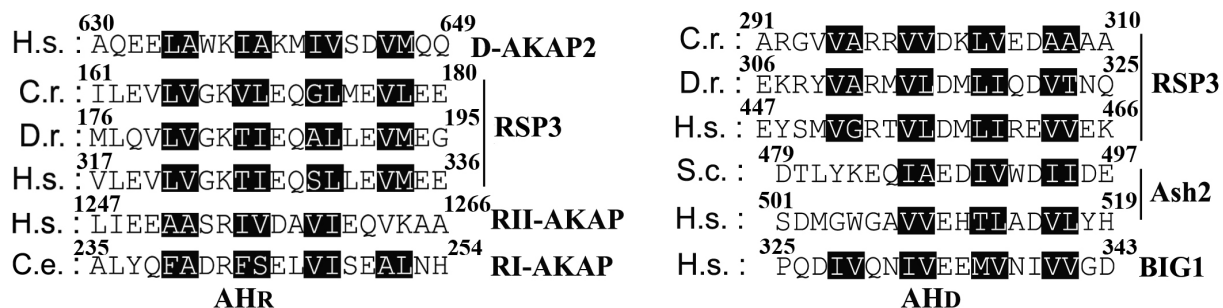 630 649
H.s. : AQEELAWKIAKMIVSDVMQQ D-AKAP2
161 180
C.r. : ILEVLVGKVLEQGLMEVLEE
176 195
D.r. : MLQVLVGKTIEQALLEVMEG RSP3
317 336
H.s. : VLEVLVGKTIEQSLLEVMEE
1247 1266
H.s. : LIEEAASRIVDAVIEQVKAA RII-AKAP
235 254
C.e. : ALYQFADRFSELVISEALNH RI-AKAP
AHR
291 310
C.r. : ARGVVARRVVDKLVEDAAAA
306 325
D.r. : EKRYVARMVLDMLIQDVTNQ RSP3
447 466
H.s. : EYSMVGRTVLDMLIREVVEK
479 497
S.c. : DTLYKEQIAEDIVWDIIDE
501 519
Ash2
H.s. : SDMGWGAVVEHTLADVLYH
325 343
H.s. : PQDIVQNIVEEMVNIVVGD BIG1
AHD